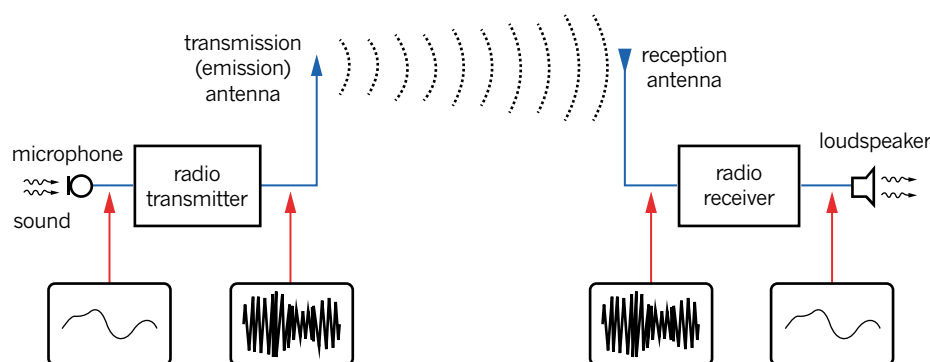 transmission
(emission)
antenna
reception
antenna
microphone
sound
radio
transmitter
radio
receiver
loudspeaker